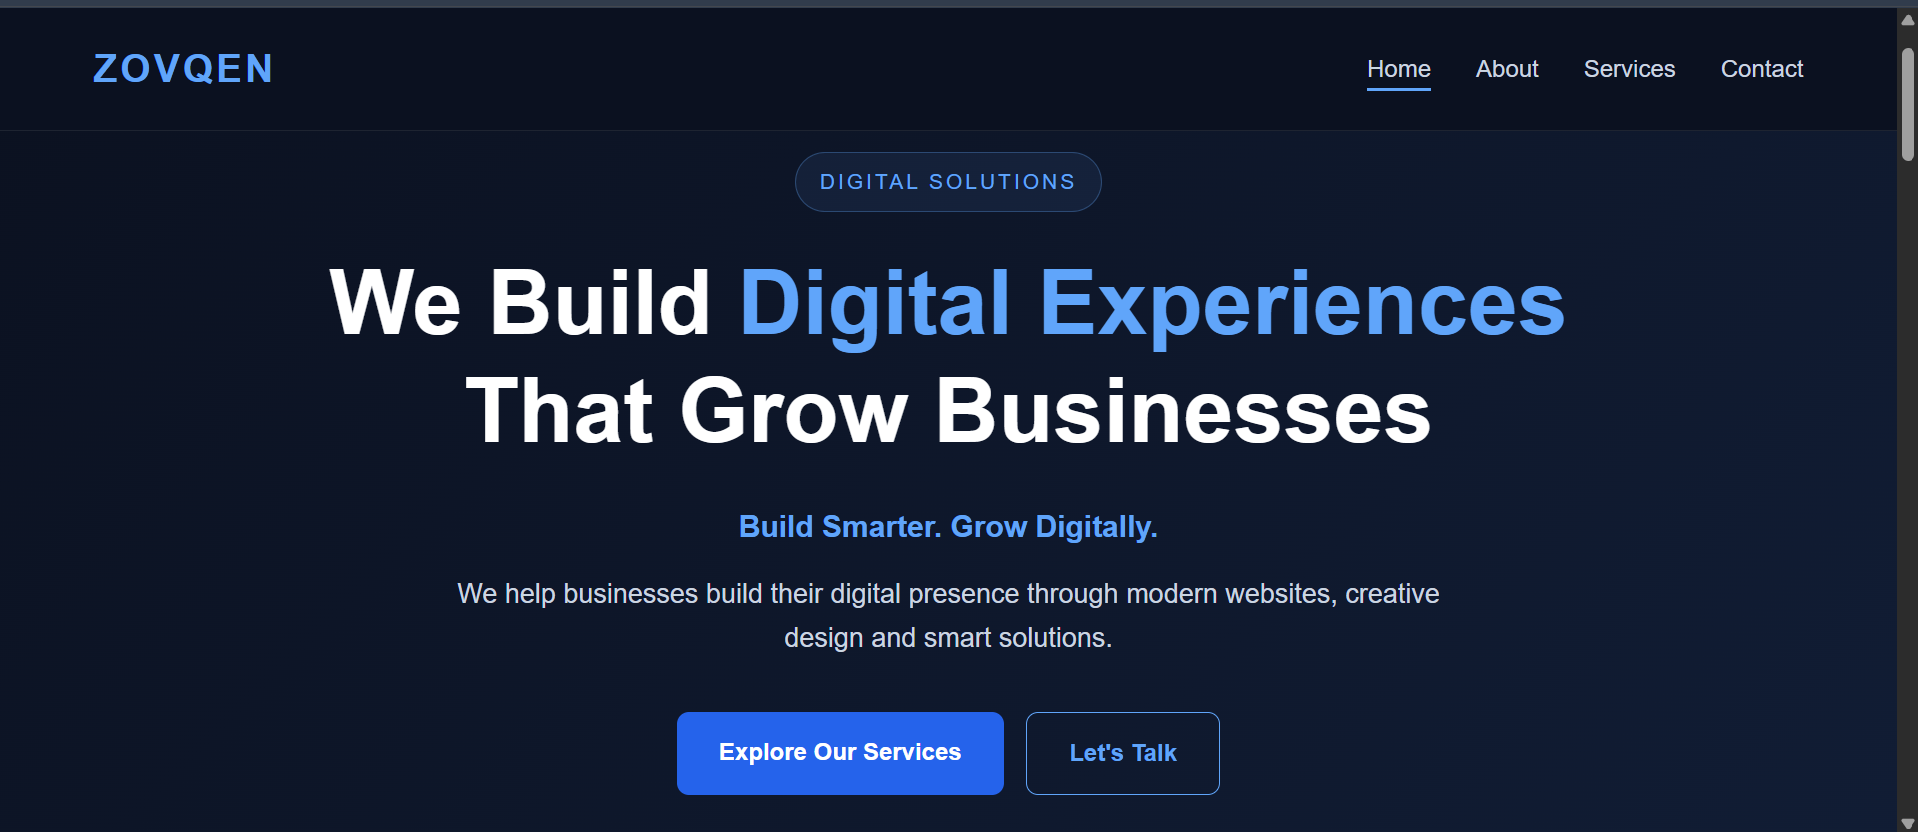 ZOVQEN
Home About Services Contact
DIGITAL SOLUTIONS
We Build Digital Experiences
That Grow Businesses
Build Smarter. Grow Digitally.
We help businesses build their digital presence through modern websites, creative
design and smart solutions.
Explore Our Services
Let's Talk